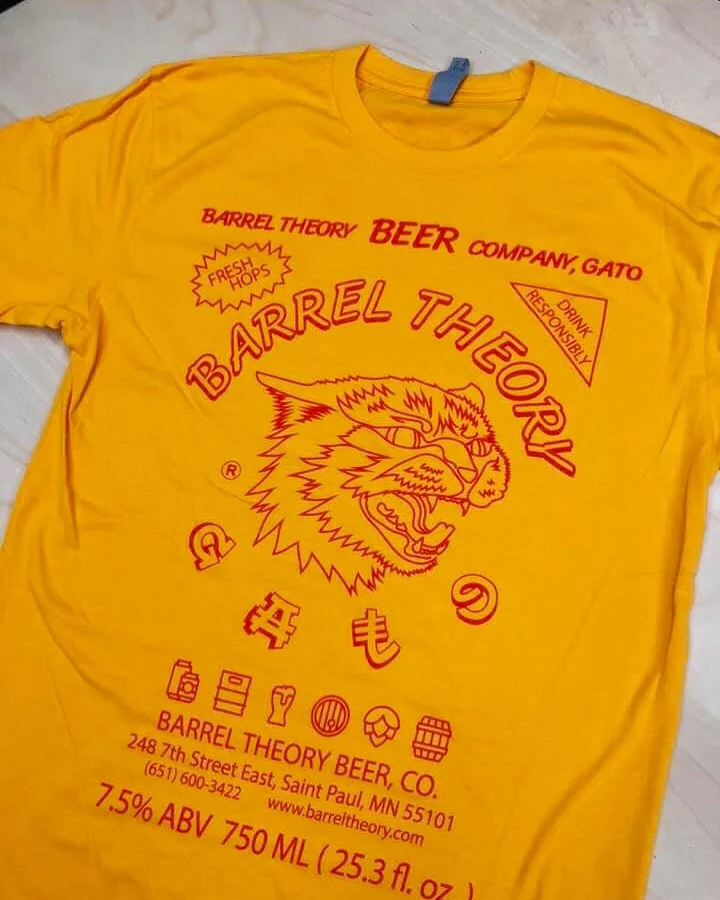 BARREL THEORY BEER COMPANY, GATO
FRESH HOPS
DRINK RESPONSIBLY
BARREL THEORY
®
Ω の
BARREL THEORY BEER, CO.
248 7th Street East, Saint Paul, MN 55101
(651) 600-3422 www.barreltheory.com
7.5% ABV 750 ML ( 25.3 fl. oz )